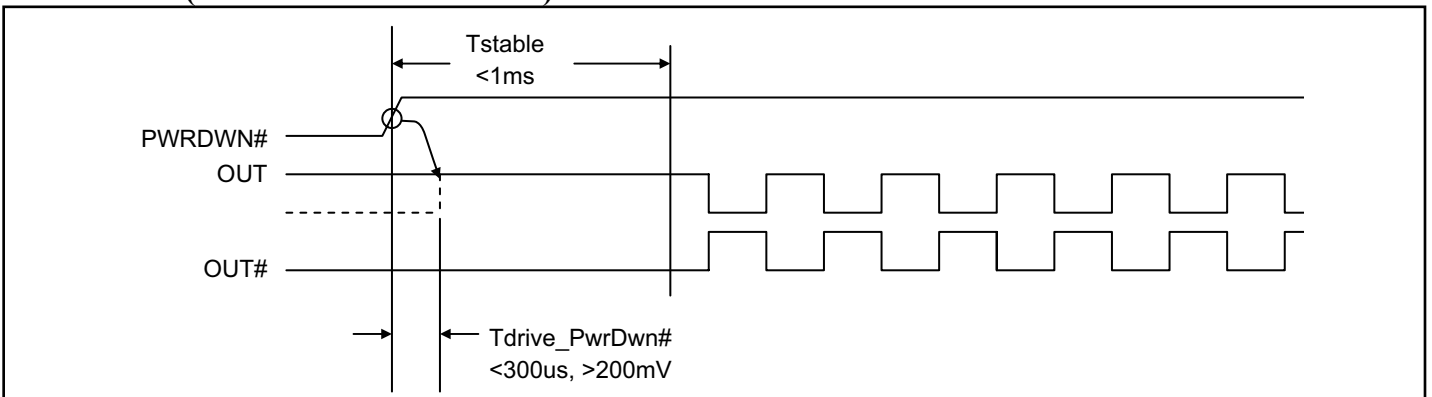 Tstable
<1ms
PWRDWN#
OUT
OUT#
Tdrive_PwrDwn#
<300us, >200mV